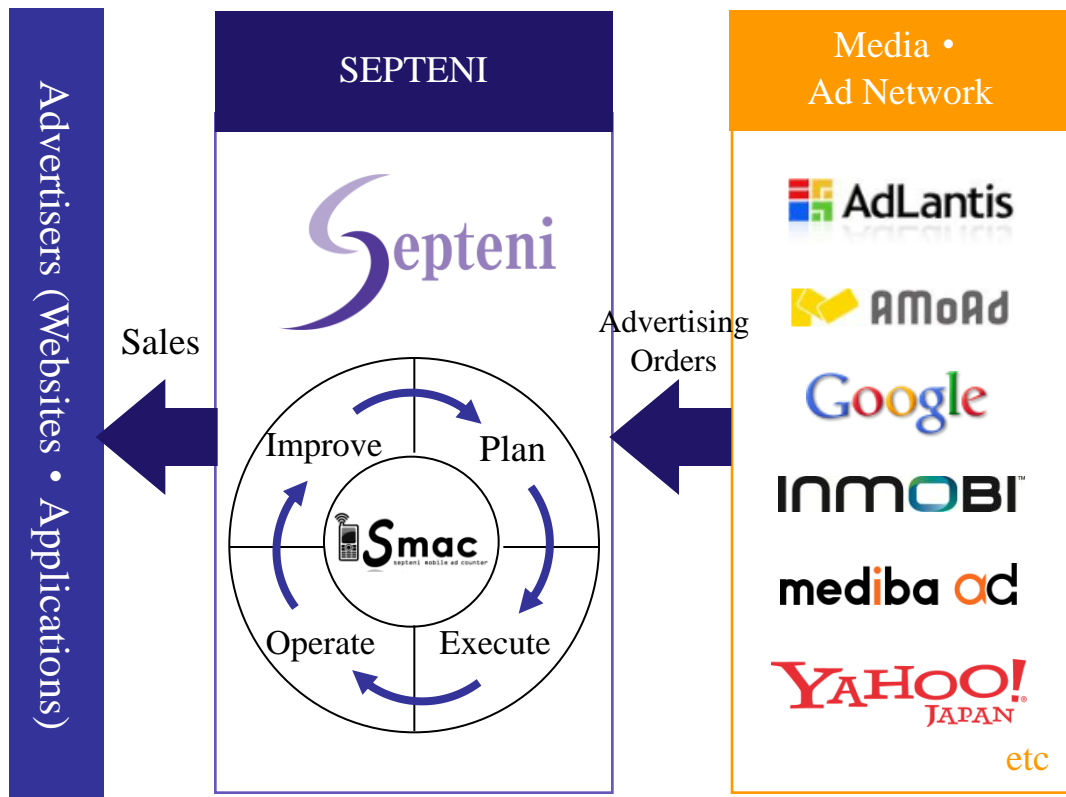 Advertisers (Websites • Applications)
Sales
SEPTENI
Septeni
Improve
Plan
Smac
septeni mobile ad counter
Operate
Execute
Advertising
Orders
Media •
Ad Network
AdLantis
AMoAd
Google
INMOBI™
mediba ad
YAHOO!
JAPAN
etc